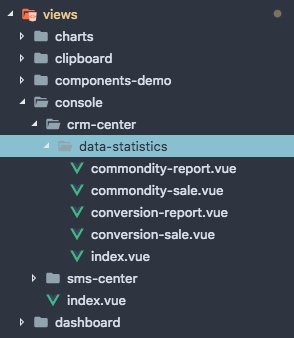 views
charts
clipboard
components-demo
console
crm-center
data-statistics
commondity-report.vue
commondity-sale.vue
conversion-report.vue
conversion-sale.vue
index.vue
sms-center
index.vue
dashboard